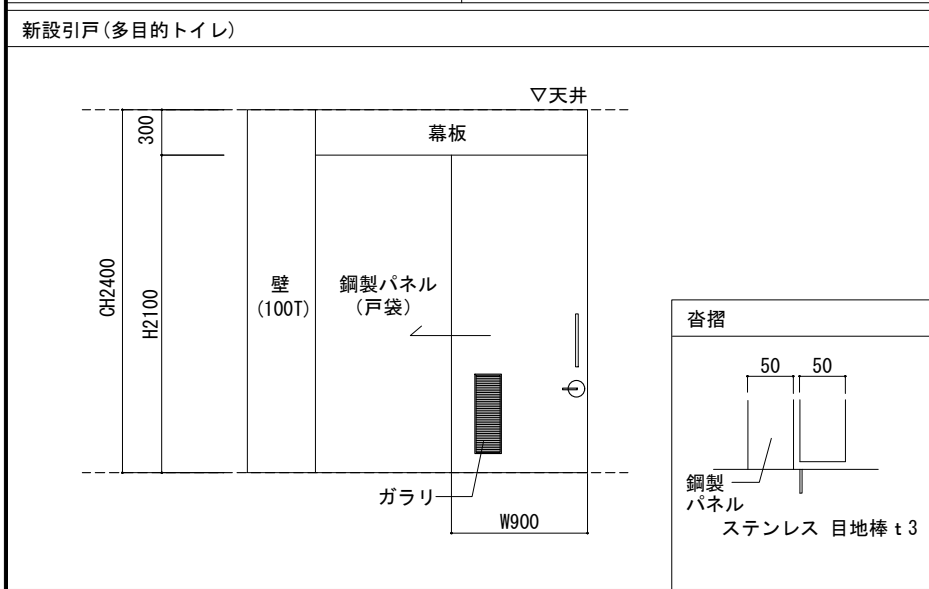 新設引戸(多目的トイレ)
▽天井
300
幕板
CH2400
H2100
壁
(100T)
鋼製パネル
(戸袋)
ガラリ
W900
沓摺
50 50
鋼製
パネル
ステンレス 目地棒 t 3